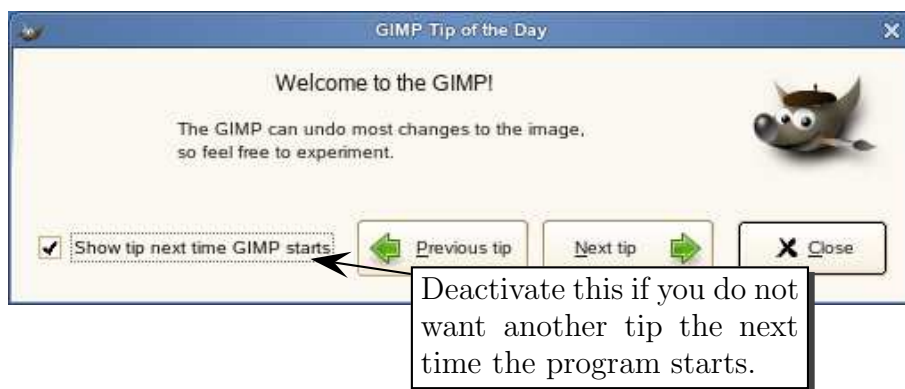 GIMP Tip of the Day
Welcome to the GIMP!
The GIMP can undo most changes to the image,
so feel free to experiment.
Show tip next time GIMP starts
Previous tip
Next tip
Close
Deactivate this if you do not
want another tip the next
time the program starts.